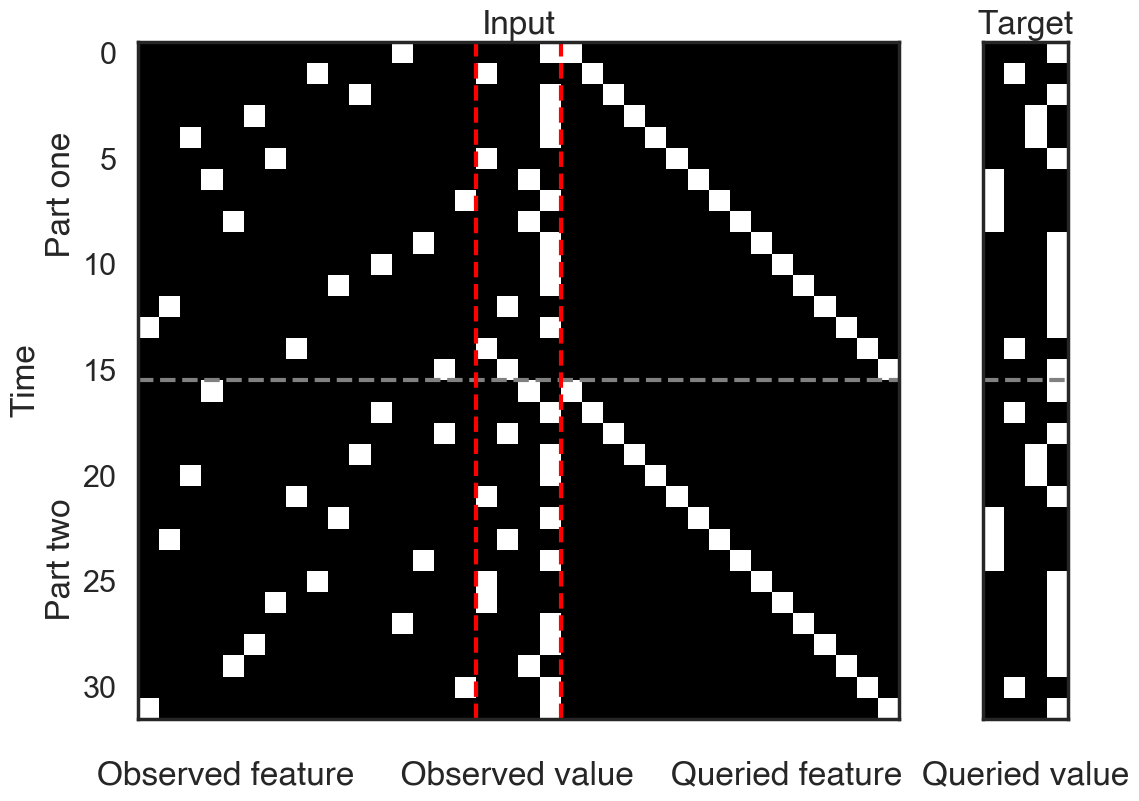 Input
Target
0
5
10
15
20
25
30
Part one
Time
Part two
Observed feature
Observed value
Queried feature
Queried value